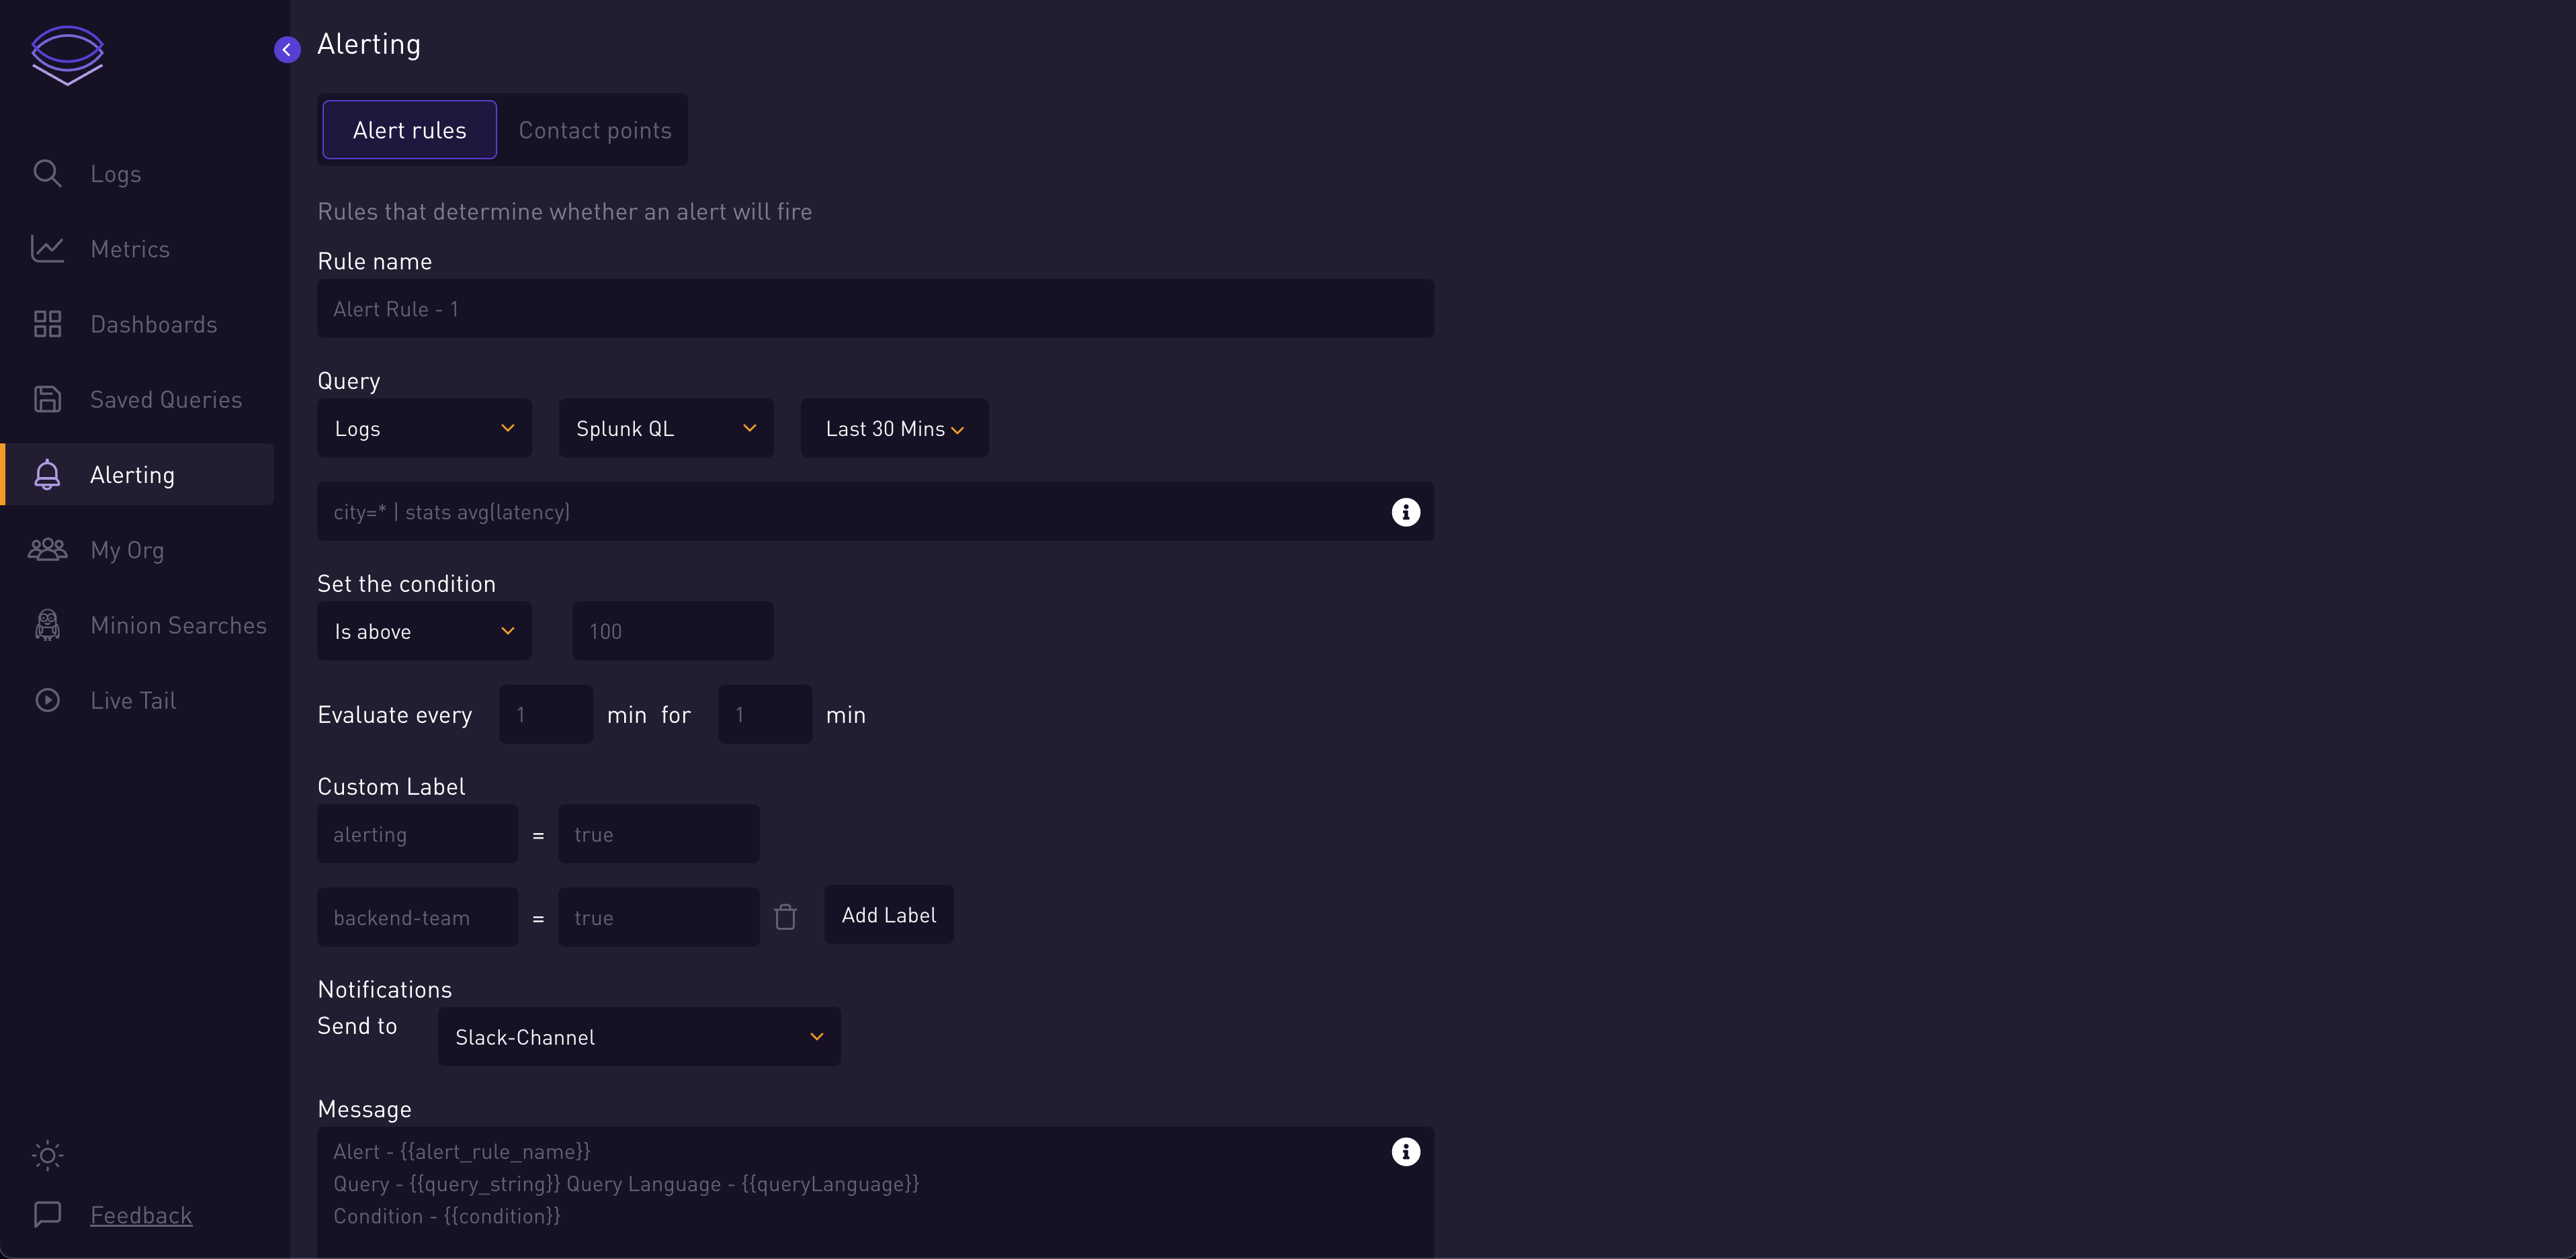 Alerting
Alert rules Contact points
Logs
Metrics
Dashboards
Saved Queries
Alerting
My Org
Minion Searches
Live Tail
Feedback
Rules that determine whether an alert will fire
Rule name
Alert Rule - 1
Query
Logs Splunk QL Last 30 Mins
city=* | stats avg(latency)
Set the condition
Is above 100
Evaluate every 1 min for 1 min
Custom Label
alerting = true
backend-team = true Add Label
Notifications
Send to Slack-Channel
Message
Alert - {{alert_rule_name}}
Query - {{query_string}} Query Language - {{queryLanguage}}
Condition - {{condition}}